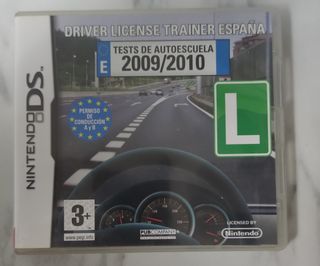 DRIVER LICENSE TRAINER ESPAÑA
E
TESTS DE AUTOESCUELA
2009/2010
PERMISO
DE
CONDUCCIÓN
A y B
L
NINTENDO DS
3+
www.pegi.info
LICENSED BY
Nintendo